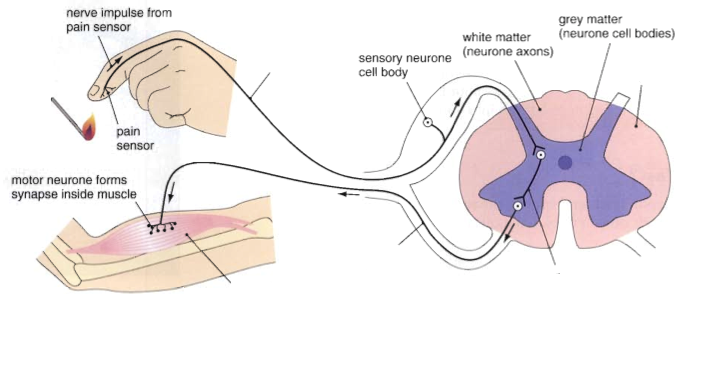 nerve impulse from
pain sensor
grey matter
(neurone cell bodies)
white matter
(neurone axons)
sensory neurone
cell body
pain
sensor
motor neurone forms
synapse inside muscle